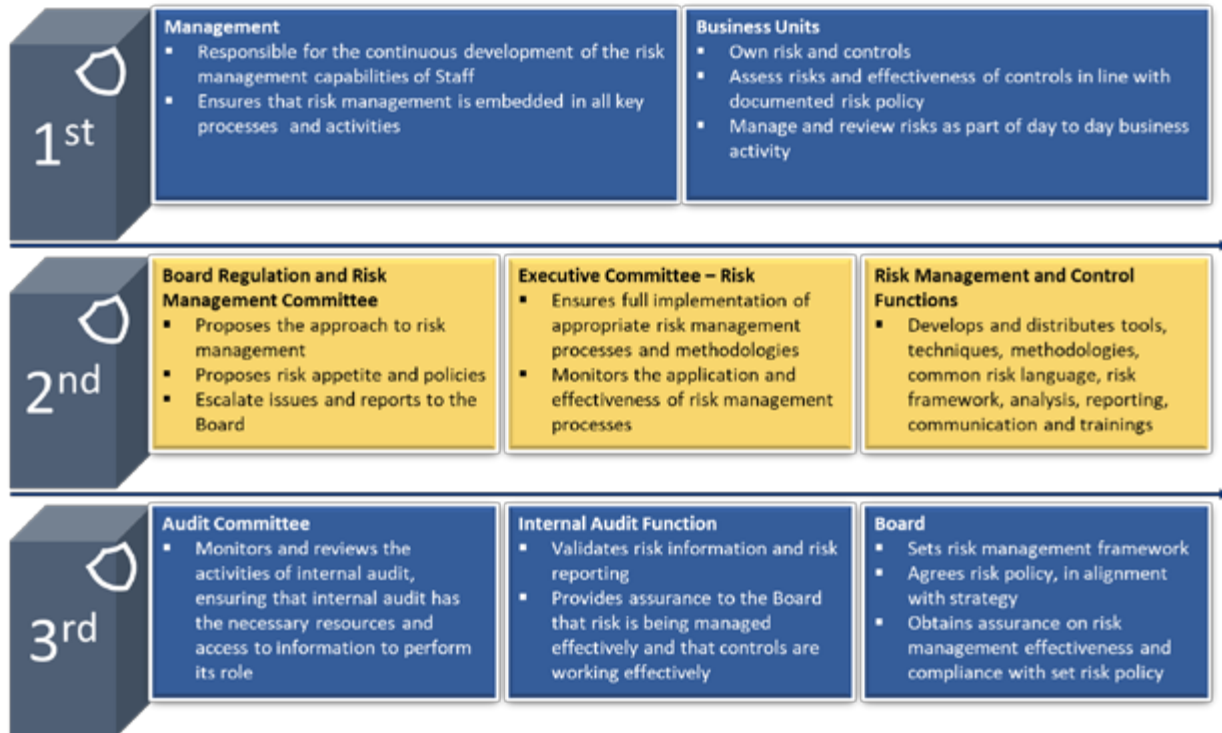 1st
Management
▪ Responsible for the continuous development of the risk
management capabilities of Staff
▪ Ensures that risk management is embedded in all key
processes and activities
Business Units
▪ Own risk and controls
▪ Assess risks and effectiveness of controls in line with
documented risk policy
▪ Manage and review risks as part of day to day business
activity
2nd
Board Regulation and Risk
Management Committee
▪ Proposes the approach to risk
management
▪ Proposes risk appetite and policies
▪ Escalate issues and reports to the
Board
Executive Committee – Risk
▪ Ensures full implementation of
appropriate risk management
processes and methodologies
▪ Monitors the application and
effectiveness of risk management
processes
Risk Management and Control
Functions
▪ Develops and distributes tools,
techniques, methodologies,
common risk language, risk
framework, analysis, reporting,
communication and trainings
3rd
Audit Committee
▪ Monitors and reviews the
activities of internal audit,
ensuring that internal audit has
the necessary resources and
access to information to perform
its role
Internal Audit Function
▪ Validates risk information and risk
reporting
▪ Provides assurance to the Board
that risk is being managed
effectively and that controls are
working effectively
Board
▪ Sets risk management framework
▪ Agrees risk policy, in alignment
with strategy
▪ Obtains assurance on risk
management effectiveness and
compliance with set risk policy